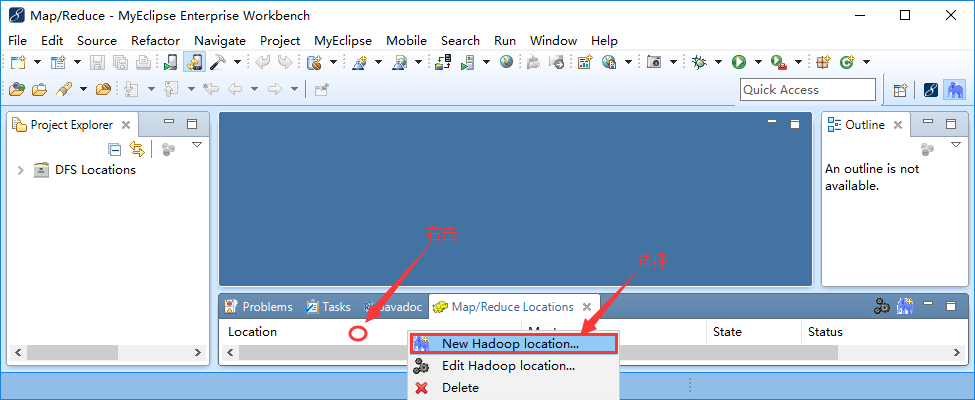 Map/Reduce - MyEclipse Enterprise Workbench
File Edit Source Refactor Navigate Project MyEclipse Mobile Search Run Window Help
Quick Access
Project Explorer
DFS Locations
Outline
An outline is not
available.
右击
选择
Problems Tasks Javadoc Map/Reduce Locations
Location State Status
New Hadoop location...
Edit Hadoop location...
Delete